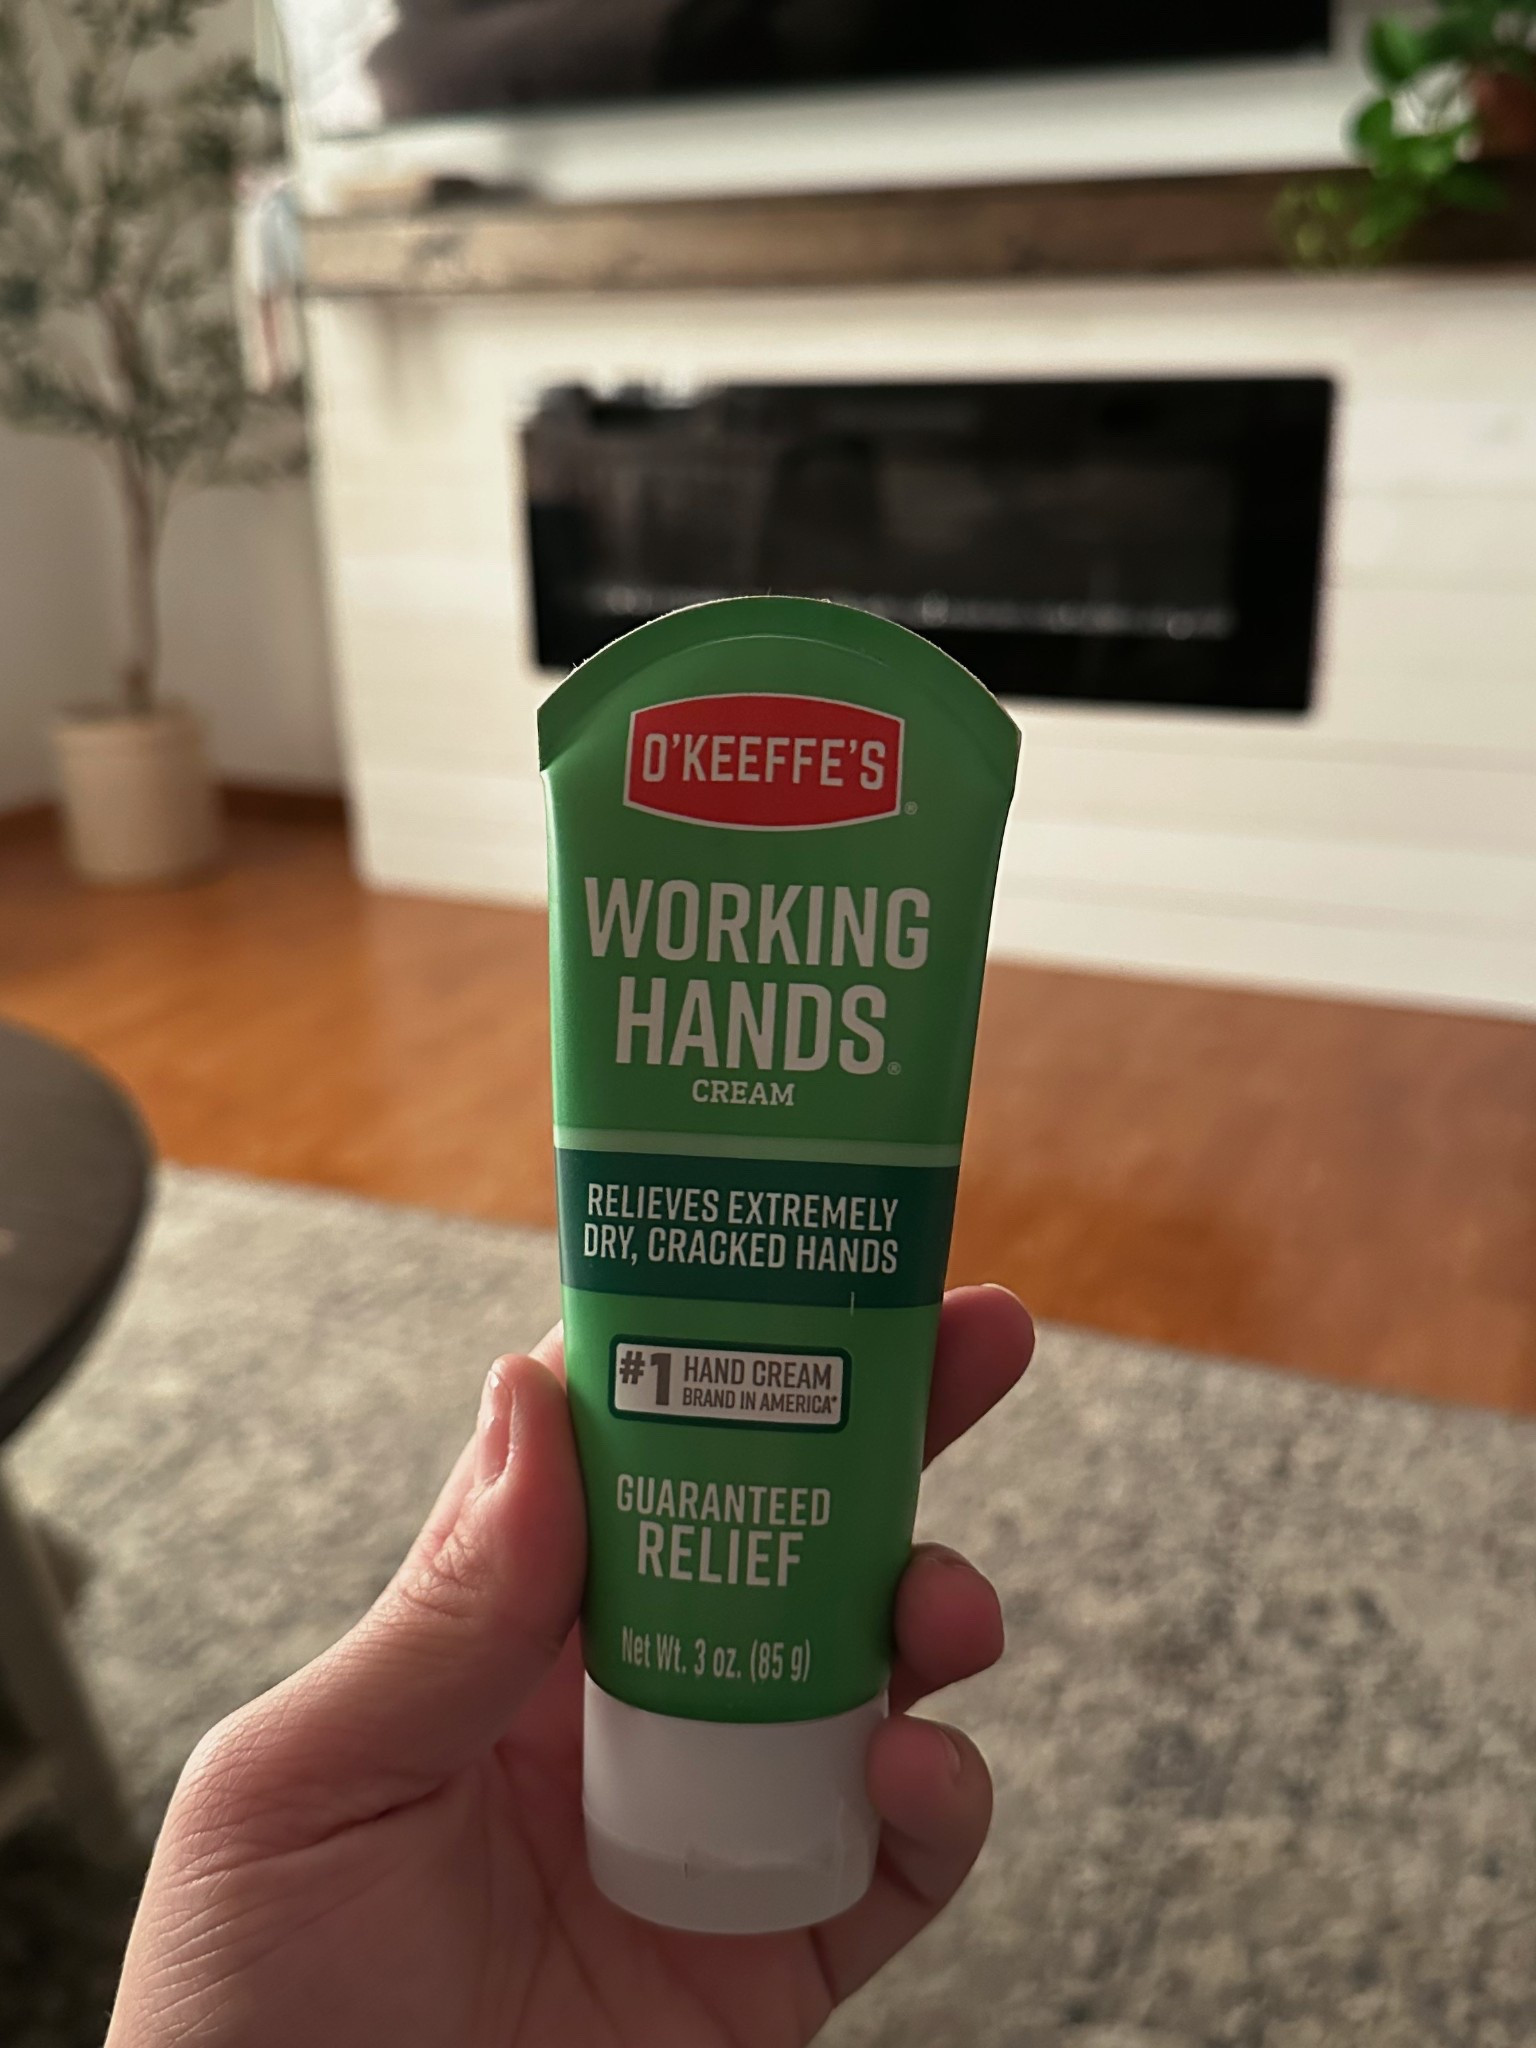 O'KEEFFE'S®
WORKING
HANDS®
CREAM
RELIEVES EXTREMELY
DRY, CRACKED HANDS
#1 HAND CREAM
BRAND IN AMERICA*
GUARANTEED
RELIEF
Net Wt. 3 oz. (85 g)